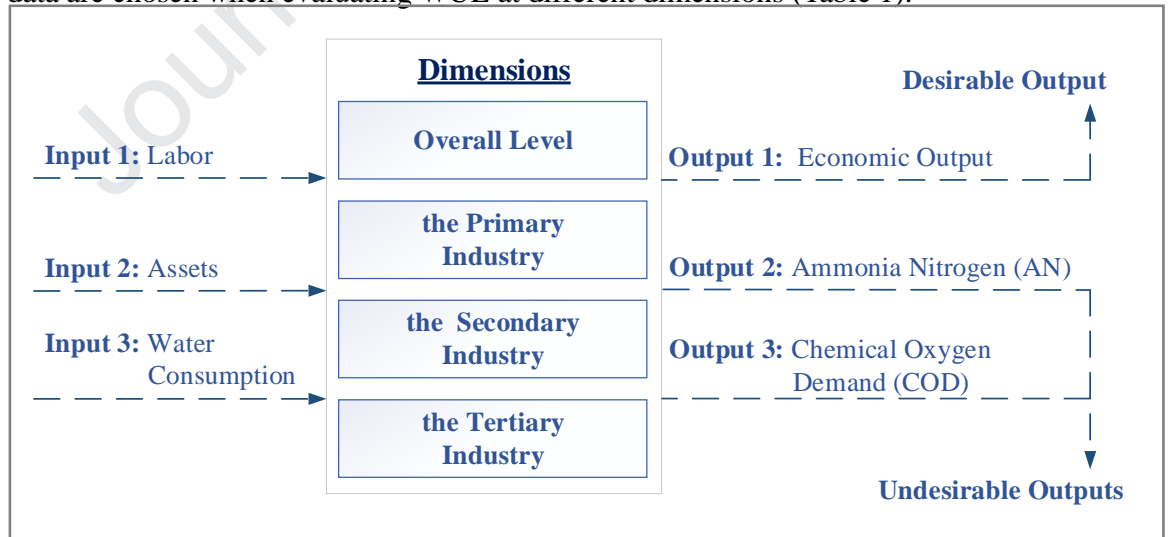 data are chosen when evaluating WUE at different dimensions (Table 1).
Jour
Dimensions
Overall Level
the Primary
Industry
the Secondary
Industry
the Tertiary
Industry
Input 1: Labor
Input 2: Assets
Input 3: Water
Consumption
Desirable Output
Output 1: Economic Output
Output 2: Ammonia Nitrogen (AN)
Output 3: Chemical Oxygen
Demand (COD)
Undesirable Outputs